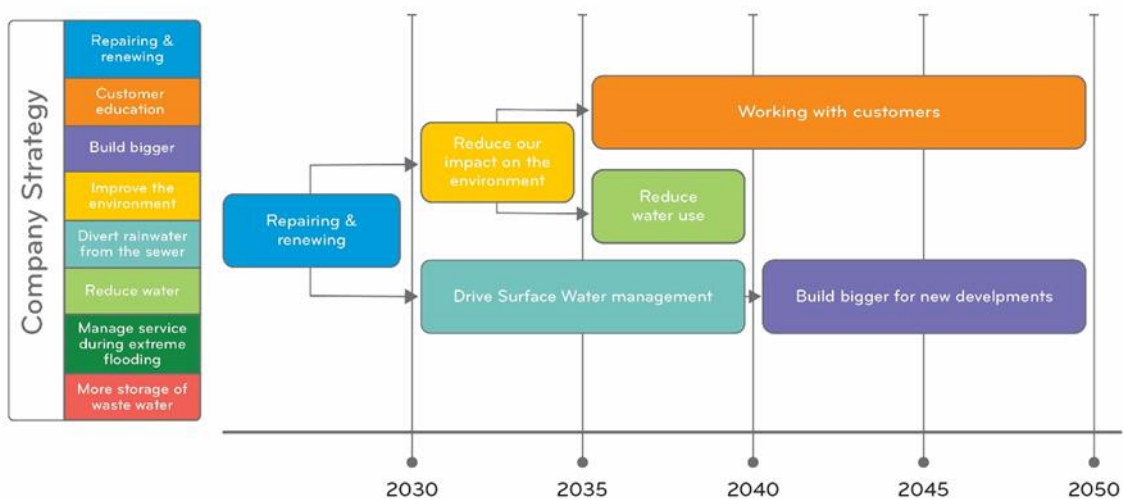 Company Strategy
Repairing &
renewing
Customer
education
Build bigger
Improve the
environment
Divert rainwater
from the sewer
Reduce water
Manage service
during extreme
flooding
More storage of
waste water
Repairing &
renewing
Reduce our
impact on the
environment
Working with customers
Reduce
water use
Drive Surface Water management
Build bigger for new develpments
2030
2035
2040
2045
2050